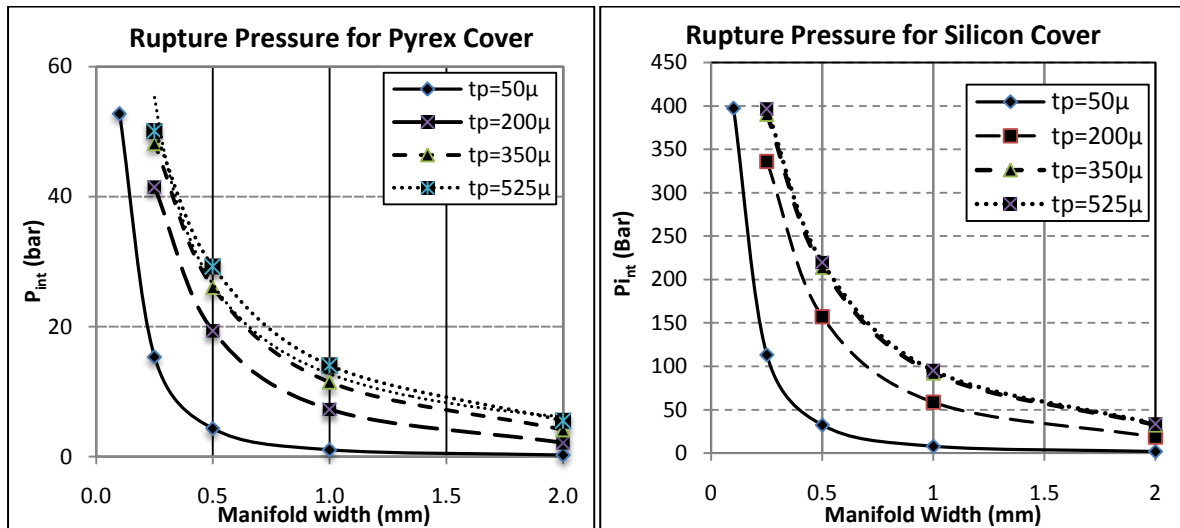 Rupture Pressure for Pyrex Cover
60
40
20
0
P_int (bar)
tp=50µ
tp=200µ
tp=350µ
tp=525µ
0.0 0.5 1.0 1.5 2.0
Manifold width (mm)
Rupture Pressure for Silicon Cover
450
400
350
300
250
200
150
100
50
0
Pi_nt (Bar)
tp=50µ
tp=200µ
tp=350µ
tp=525µ
0 0.5 1 1.5 2
Manifold Width (mm)